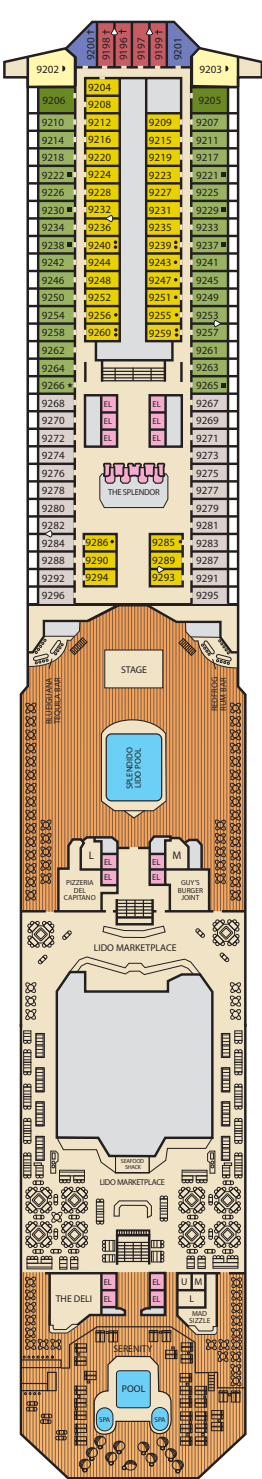 9200† 9198† 9196† 9197 9199† 9201
9202 9203
9204
9206 9208 9205
9210 9212 9209 9207
9214 9216 9215 9211
9218 9220 9219 9217
9222■ 9224 9223 9221■
9226 9228 9227 9225
9230■ 9232 9231 9229■
9234 9236 9235 9233
9238■ 9240 9239 9237■
9242 9244 9243 9241
9246 9248 9247 9245
9250 9252 9251 9249
9254 9256 9255 9253
9258 9260 9259 9257
9262 9261
9264 9263
9266★ 9265■
9268 EL EL 9267
9270 EL EL 9269
9272 EL EL 9271
9274 9273
9276 9275
9278 THE SPLENDOR 9277
9280 9279
9282 9281
9284 9286 9285 9283
9288 9290 9289 9287
9292 9294 9293 9291
9296 9295
BLUEIGUANA
TEQUILA BAR
STAGE
REDFROG
RUM BAR
SPLENDIDO
LIDO POOL
L EL EL M
EL EL
PIZZERIA
DEL
CAPITANO
GUY'S
BURGER
JOINT
LIDO MARKETPLACE
SEAFOOD
SHACK
LIDO MARKETPLACE
EL EL U M
THE DELI EL EL L
MAD
SIZZLE
SERENITY
POOL
SPA SPA